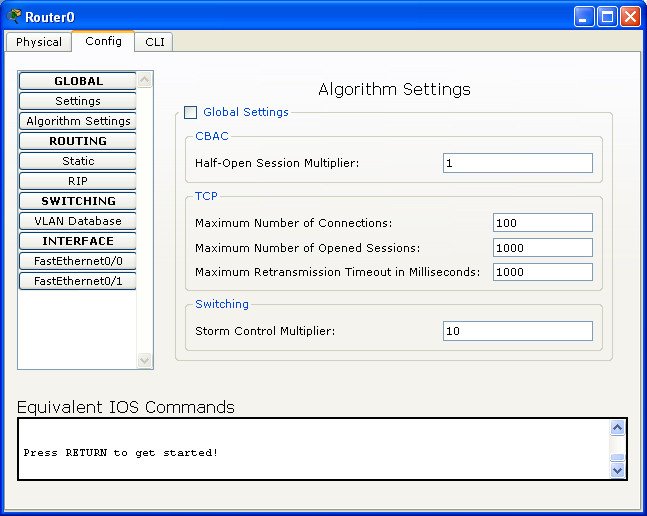 Router0
Physical Config CLI
GLOBAL
Settings
Algorithm Settings
ROUTING
Static
RIP
SWITCHING
VLAN Database
INTERFACE
FastEthernet0/0
FastEthernet0/1
Algorithm Settings
Global Settings
CBAC
Half-Open Session Multiplier: 1
TCP
Maximum Number of Connections: 100
Maximum Number of Opened Sessions: 1000
Maximum Retransmission Timeout in Milliseconds: 1000
Switching
Storm Control Multiplier: 10
Equivalent IOS Commands
Press RETURN to get started!